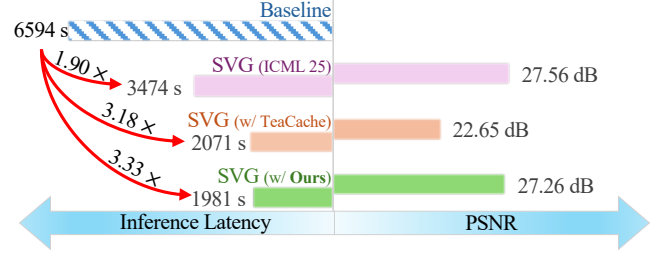 Baseline
6594 s
1.90 ×
SVG (ICML 25)
3474 s
27.56 dB
3.18 ×
SVG (w/ TeaCache)
2071 s
22.65 dB
3.33 ×
SVG (w/ Ours)
1981 s
27.26 dB
Inference Latency
PSNR